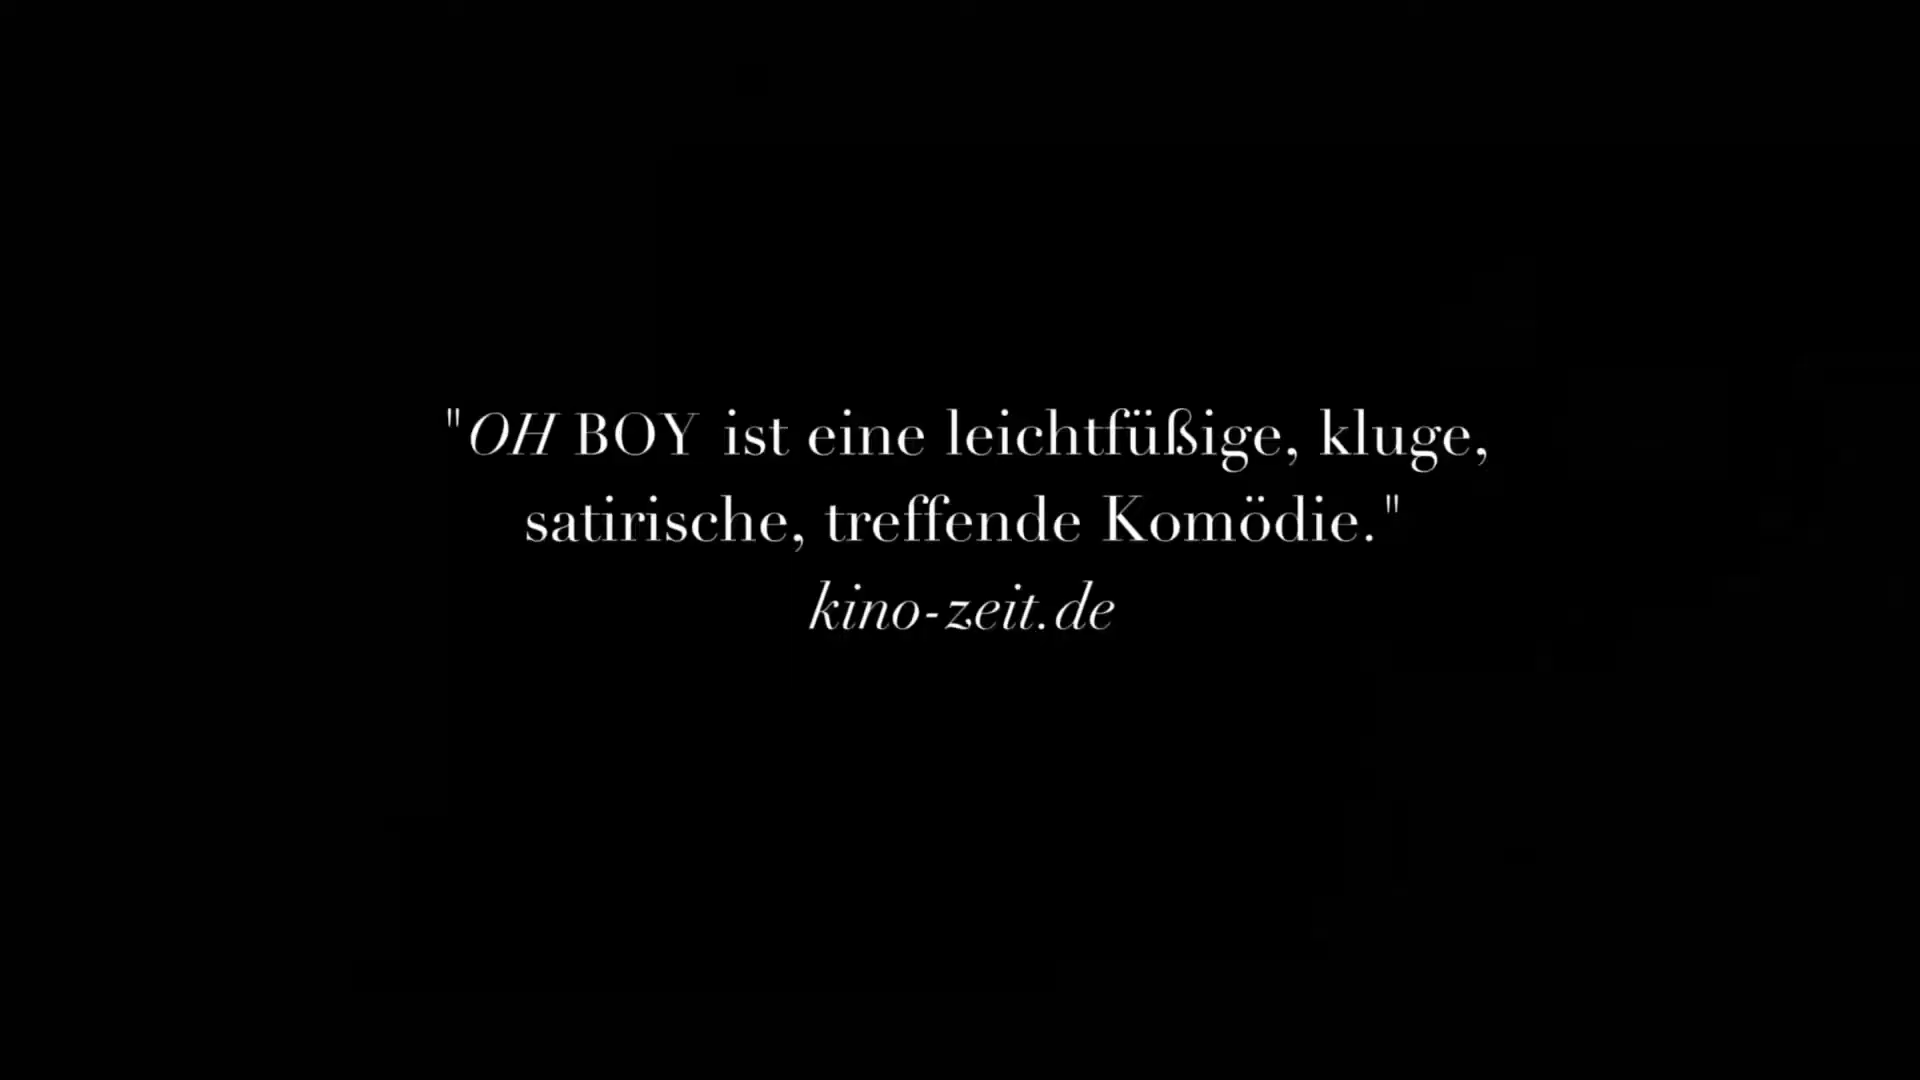 "OH BOY ist eine leichtfüßige, kluge,
satirische, treffende Komödie."
kino-zeit.de